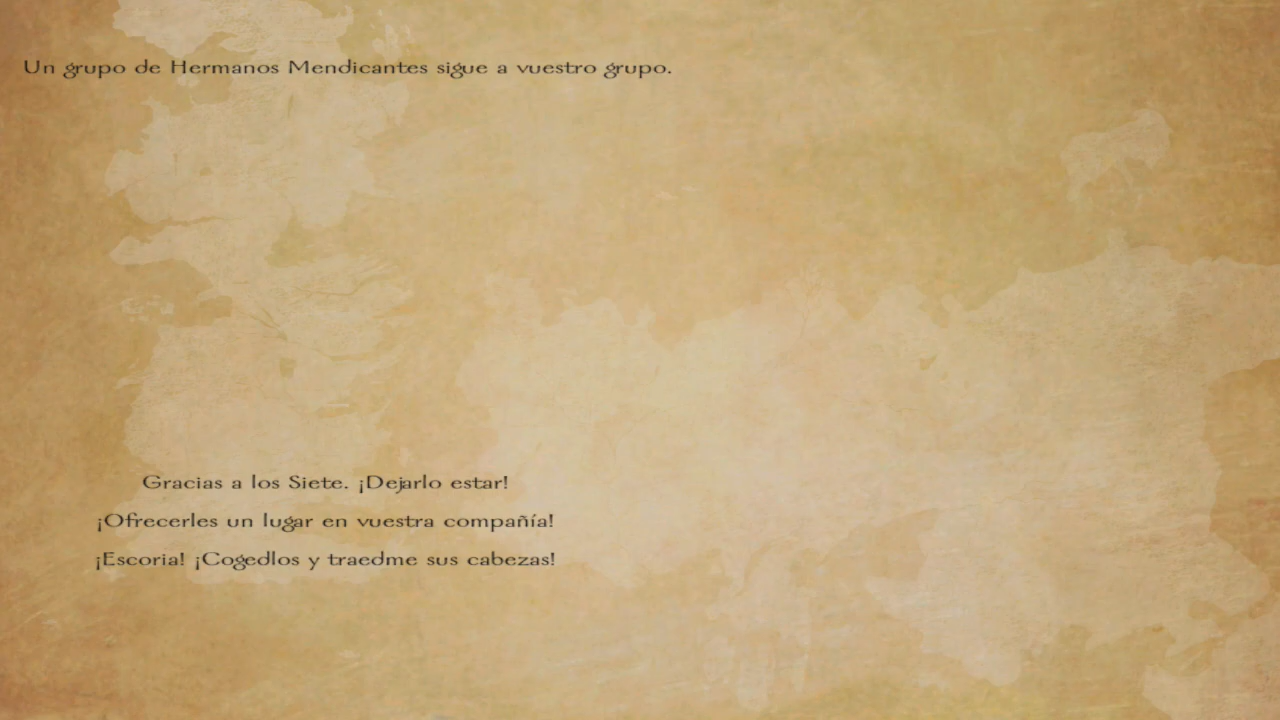 Un grupo de Hermanos Mendicantes sigue a vuestro grupo.
Gracias a los Siete. ¡Dejarlo estar!
¡Ofrecerles un lugar en vuestra compañía!
¡Escoria! ¡Cogedlos y traedme sus cabezas!